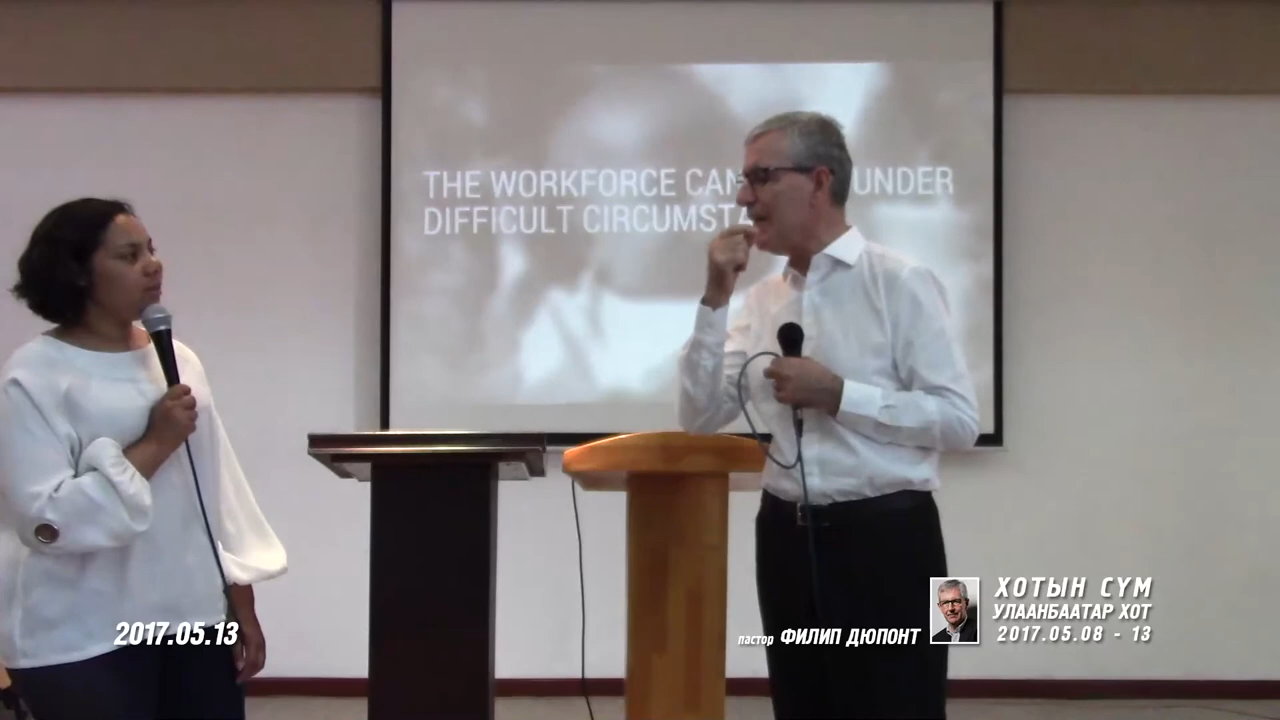 THE WORKFORCE CAN UNDER
DIFFICULT CIRCUMSTA
2017.05.13
пастор ФИЛИП ДЮПОНТ
ХОТЫН СҮМ
УЛААНБААТАР ХОТ
2017.05.08 - 13